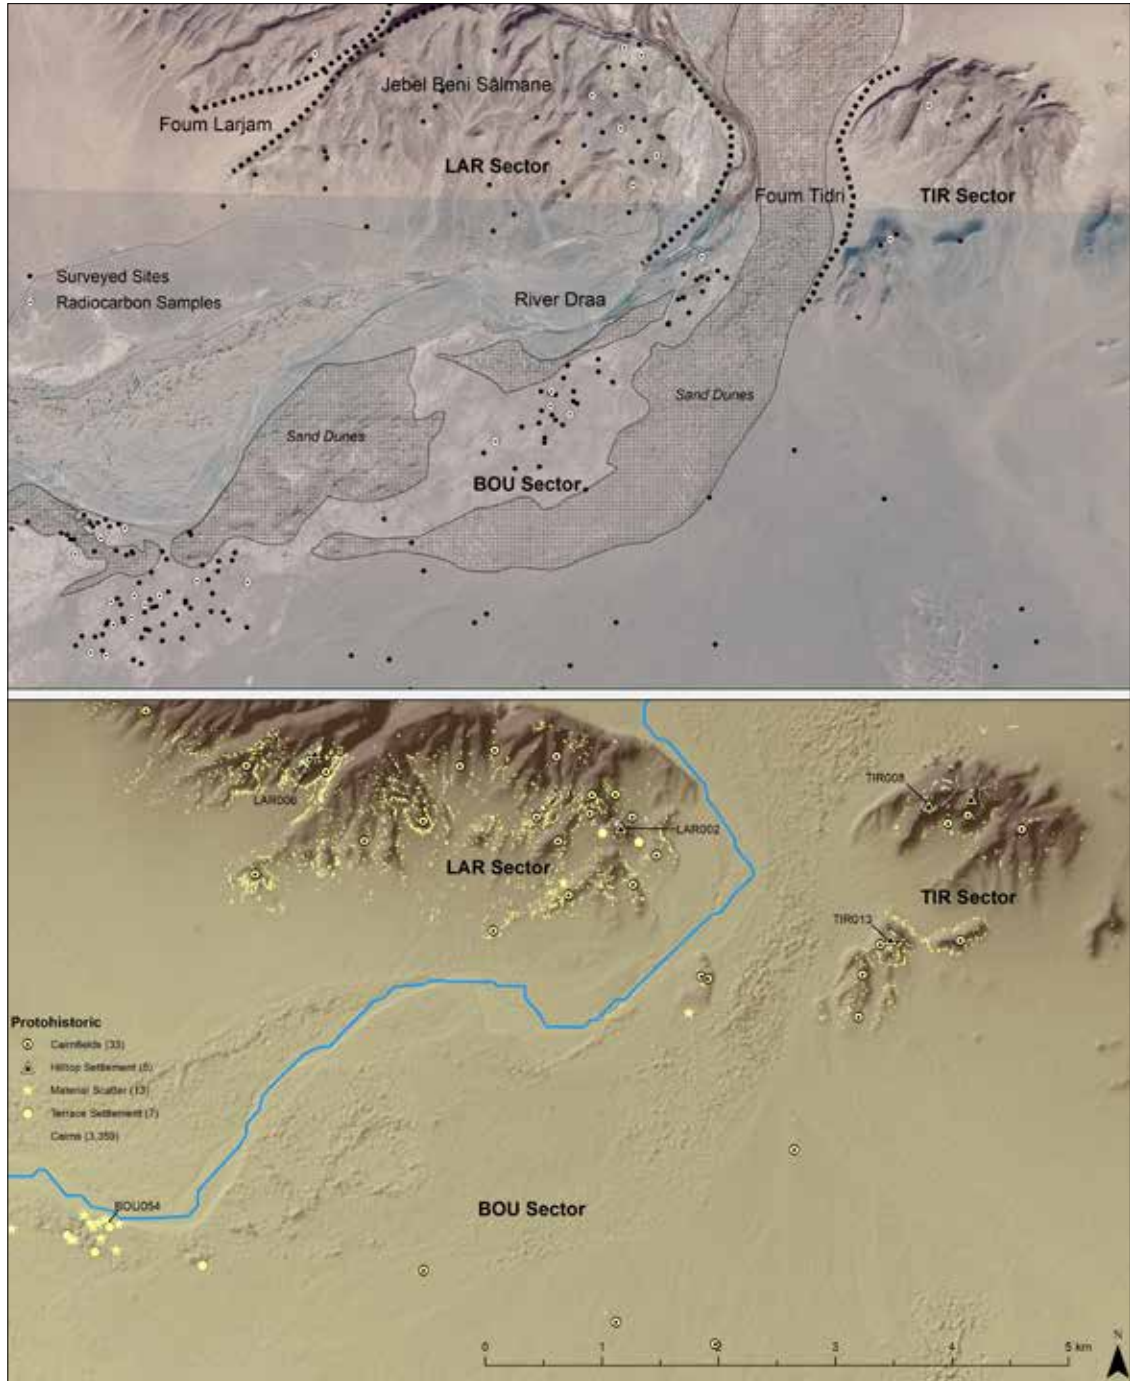 Jebel Beni Sâlmane
Foum Larjam
LAR Sector
Foum Tidri
TIR Sector
Surveyed Sites
Radiocarbon Samples
River Draa
Sand Dunes
Sand Dunes
BOU Sector
TIR008
LAR006
LAR002
LAR Sector
TIR Sector
TIR013
Protohistoric
Cairnfields (33)
Hilltop Settlement (5)
Material Scatter (13)
Terrace Settlement (7)
Cairns (3,359)
BOU054
BOU Sector
N
0 1 2 3 4 5 km